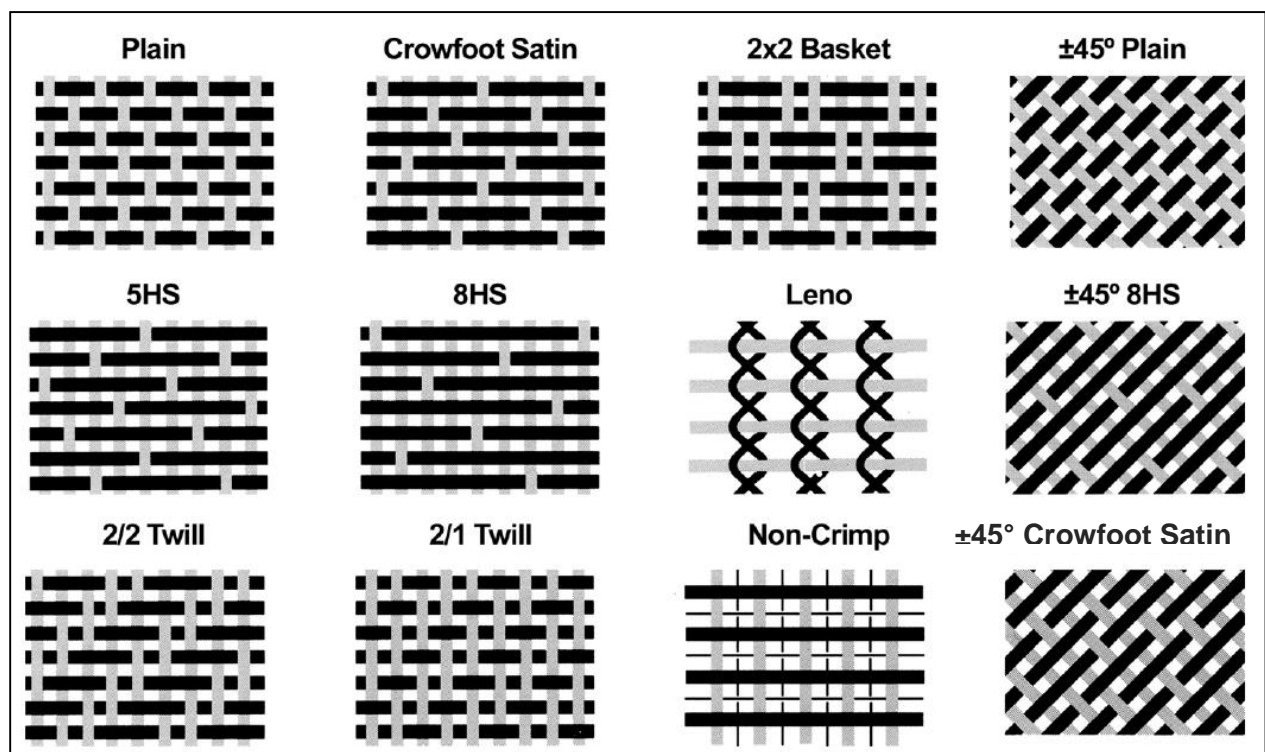 Plain Crowfoot Satin 2x2 Basket ±45º Plain
5HS 8HS Leno ±45º 8HS
2/2 Twill 2/1 Twill Non-Crimp ±45° Crowfoot Satin